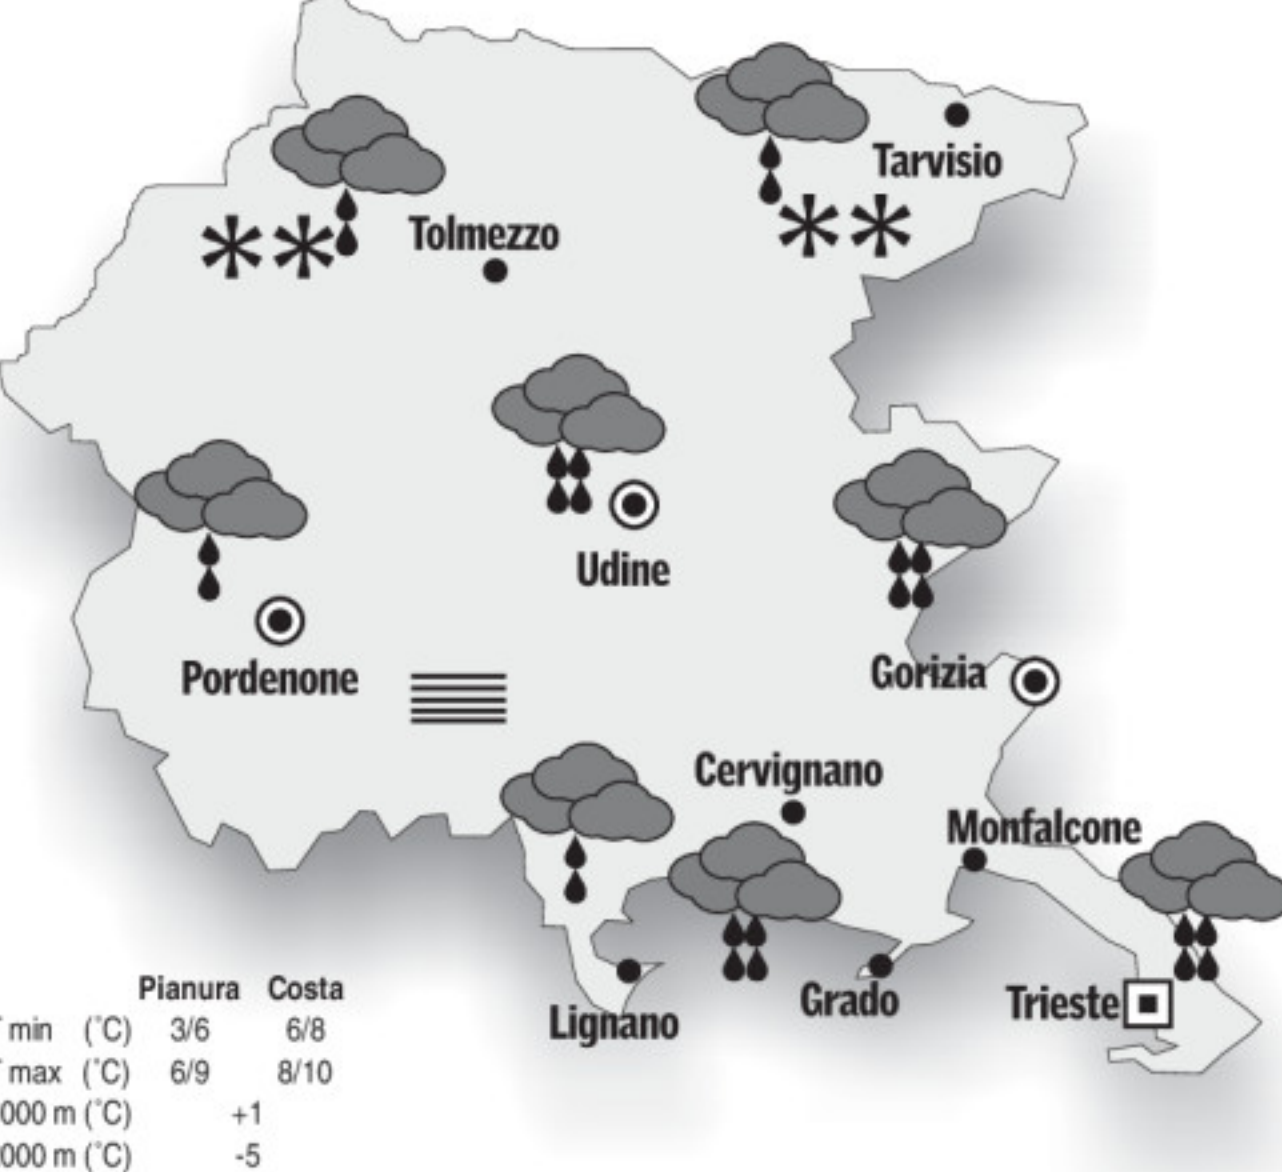 Tarvisio
Tolmezzo
Udine
Pordenone
Gorizia
Cervignano
Monfalcone
Grado
Trieste
Lignano
Pianura Costa
min (°C) 3/6 6/8
max (°C) 6/9 8/10
000 m (°C) +1
000 m (°C) -5